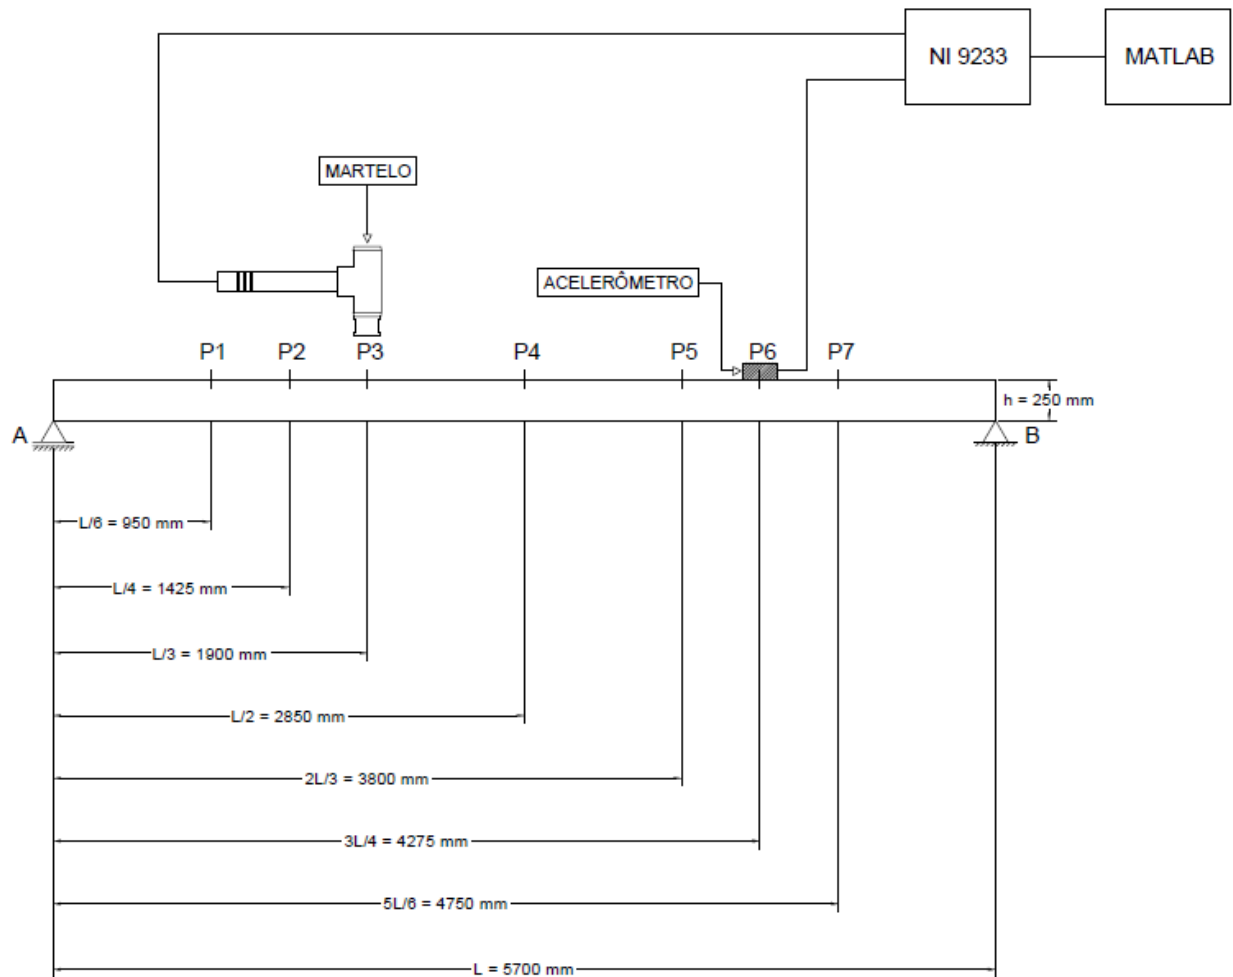 NI 9233
MATLAB
MARTELO
ACELERÔMETRO
P1
P2
P3
P4
P5
P6
P7
h = 250 mm
A
B
L/6 = 950 mm
L/4 = 1425 mm
L/3 = 1900 mm
L/2 = 2850 mm
2L/3 = 3800 mm
3L/4 = 4275 mm
5L/6 = 4750 mm
L = 5700 mm